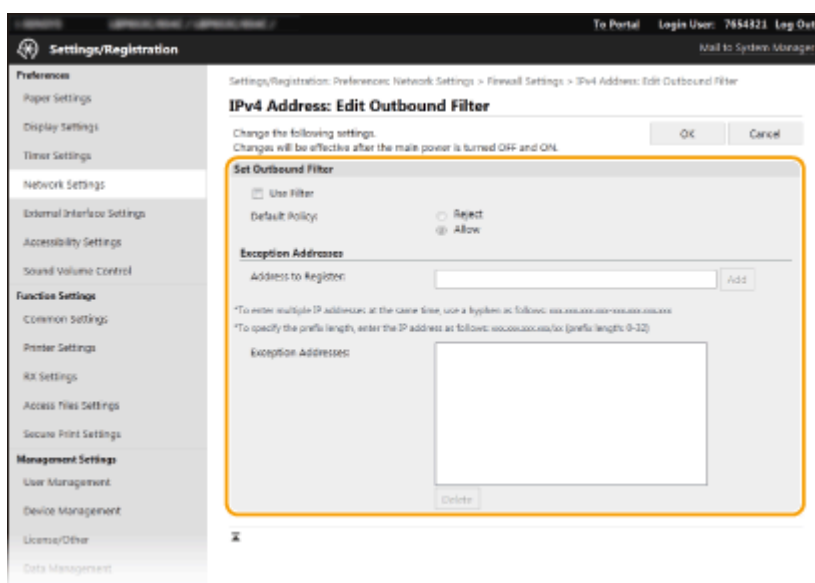 To Portal Login User: 7654321 Log Out
Settings/Registration
Mail to System Manager
Preferences
Paper Settings
Display Settings
Timer Settings
Network Settings
External Interface Settings
Accessibility Settings
Sound Volume Control
Function Settings
Common Settings
Printer Settings
RX Settings
Access Files Settings
Secure Print Settings
Management Settings
User Management
Device Management
License/Other
Data Management
Settings/Registration: Preferences: Network Settings > Firewall Settings > IPv4 Address: Edit Outbound Filter
IPv4 Address: Edit Outbound Filter
Change the following settings.
Changes will be effective after the main power is turned OFF and ON.
OK Cancel
Set Outbound Filter
Use Filter
Default Policy: Reject
Allow
Exception Addresses
Address to Register: Add
*To enter multiple IP addresses at the same time, use a hyphen as follows: xxx.xxx.xxx.xxx-xxx.xxx.xxx.xxx
*To specify the prefix length, enter the IP address as follows: xxx.xxx.xxx.xxx/xx (prefix length: 0-32)
Exception Addresses:
Delete